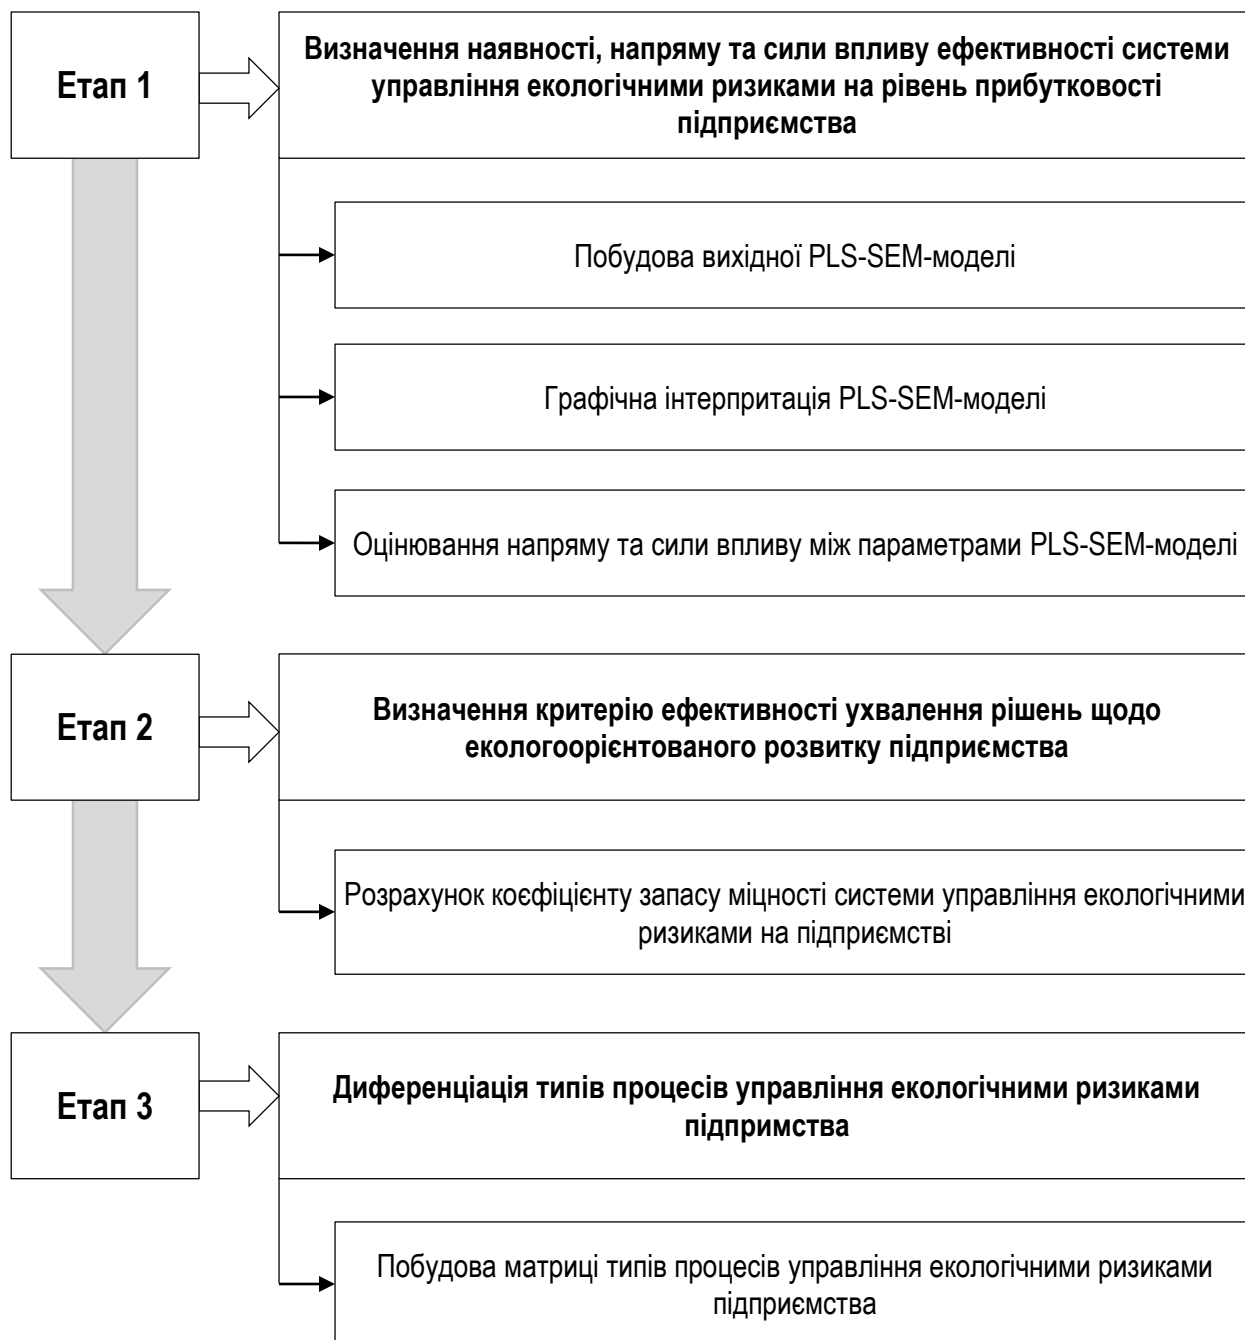 Етап 1
Визначення наявності, напряму та сили впливу ефективності системи
управління екологічними ризиками на рівень прибутковості
підприємства
Побудова вихідної PLS-SEM-моделі
Графічна інтерпритація PLS-SEM-моделі
Оцінювання напряму та сили впливу між параметрами PLS-SEM-моделі
Етап 2
Визначення критерію ефективності ухвалення рішень щодо
екологоорієнтованого розвитку підприємства
Розрахунок коєфіцієнту запасу міцності системи управління екологічними
ризиками на підприємстві
Етап 3
Диференціація типів процесів управління екологічними ризиками
підпримства
Побудова матриці типів процесів управління екологічними ризиками
підприємства